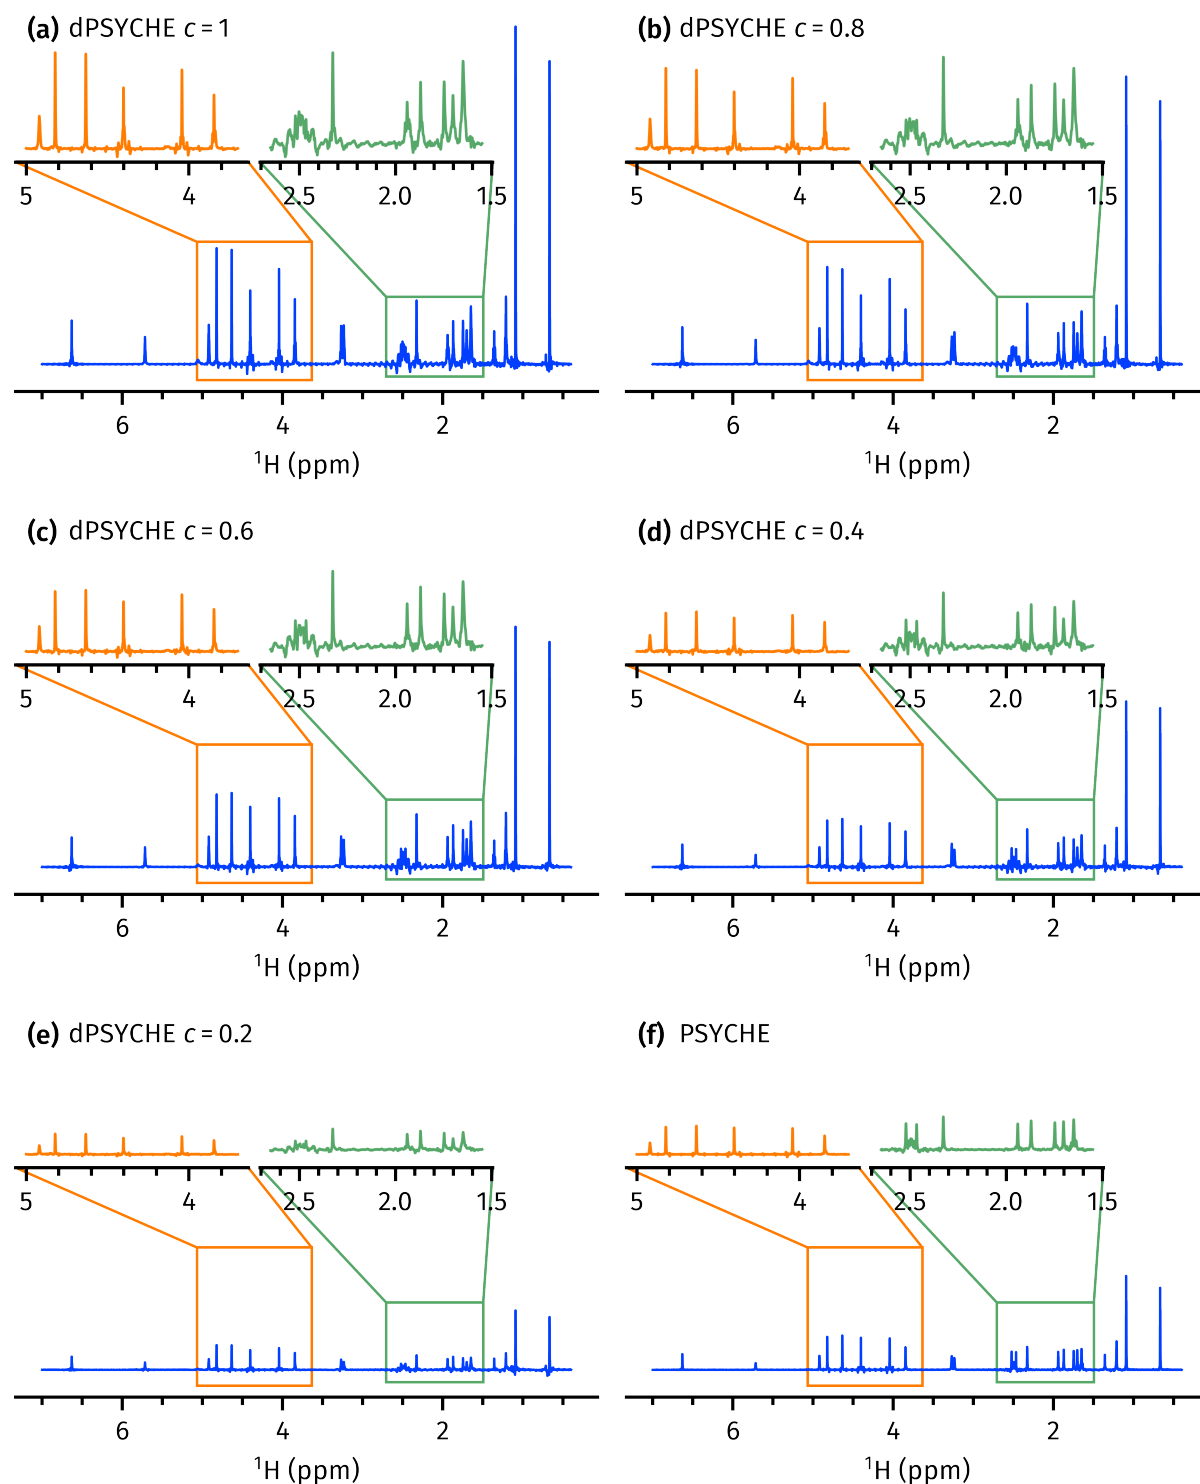 (a) dPSYCHE c = 1
5 4 2.5 2.0 1.5
6 4 2
¹H (ppm)
(b) dPSYCHE c = 0.8
5 4 2.5 2.0 1.5
6 4 2
¹H (ppm)
(c) dPSYCHE c = 0.6
5 4 2.5 2.0 1.5
6 4 2
¹H (ppm)
(d) dPSYCHE c = 0.4
5 4 2.5 2.0 1.5
6 4 2
¹H (ppm)
(e) dPSYCHE c = 0.2
5 4 2.5 2.0 1.5
6 4 2
¹H (ppm)
(f) PSYCHE
5 4 2.5 2.0 1.5
6 4 2
¹H (ppm)